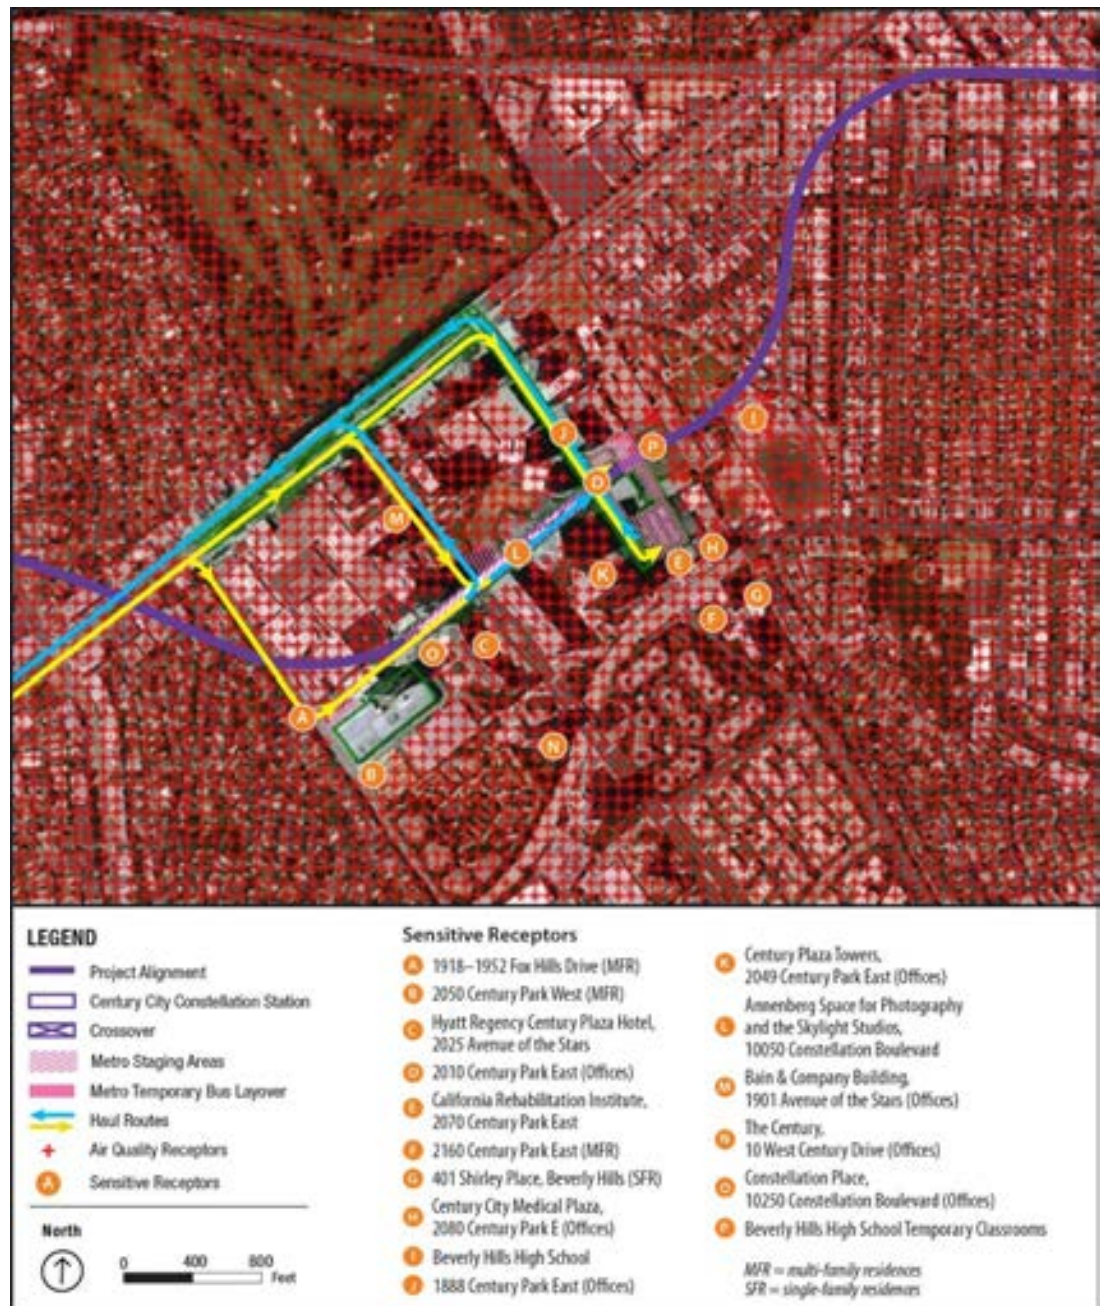 J
I
P
D
M
L
H
E
K
G
F
C
O
A
N
B
LEGEND
Project Alignment
Century City Constellation Station
Crossover
Metro Staging Areas
Metro Temporary Bus Layover
Haul Routes
Air Quality Receptors
A Sensitive Receptors
North
0 400 800
Feet
Sensitive Receptors
A 1918–1952 Fox Hills Drive (MFR)
B 2050 Century Park West (MFR)
C Hyatt Regency Century Plaza Hotel,
2025 Avenue of the Stars
D 2010 Century Park East (Offices)
E California Rehabilitation Institute,
2070 Century Park East
F 2160 Century Park East (MFR)
G 401 Shirley Place, Beverly Hills (SFR)
H Century City Medical Plaza,
2080 Century Park E (Offices)
I Beverly Hills High School
J 1888 Century Park East (Offices)
K Century Plaza Towers,
2049 Century Park East (Offices)
L Annenberg Space for Photography
and the Skylight Studios,
10050 Constellation Boulevard
M Bain & Company Building,
1901 Avenue of the Stars (Offices)
N The Century,
10 West Century Drive (Offices)
O Constellation Place,
10250 Constellation Boulevard (Offices)
P Beverly Hills High School Temporary Classrooms
MFR = multi-family residences
SFR = single-family residences